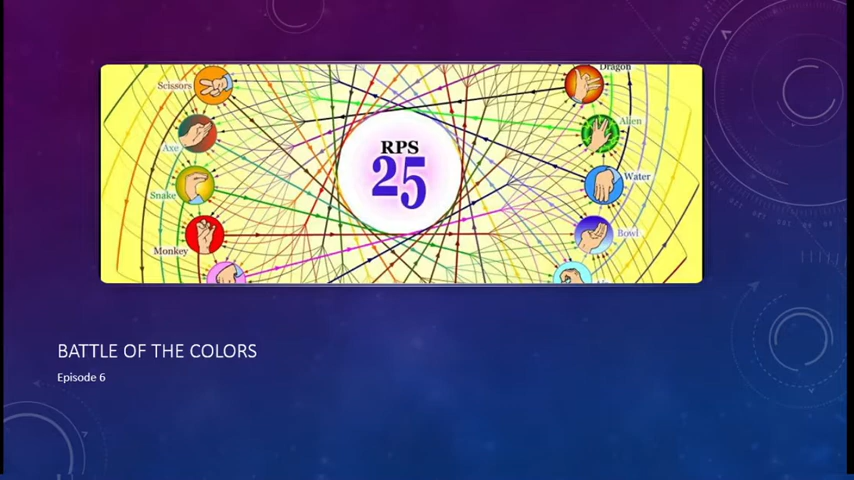 Dragon
Scissors
Alien
Axe
RPS
25
Water
Snake
Bowl
Monkey
BATTLE OF THE COLORS
Episode 6